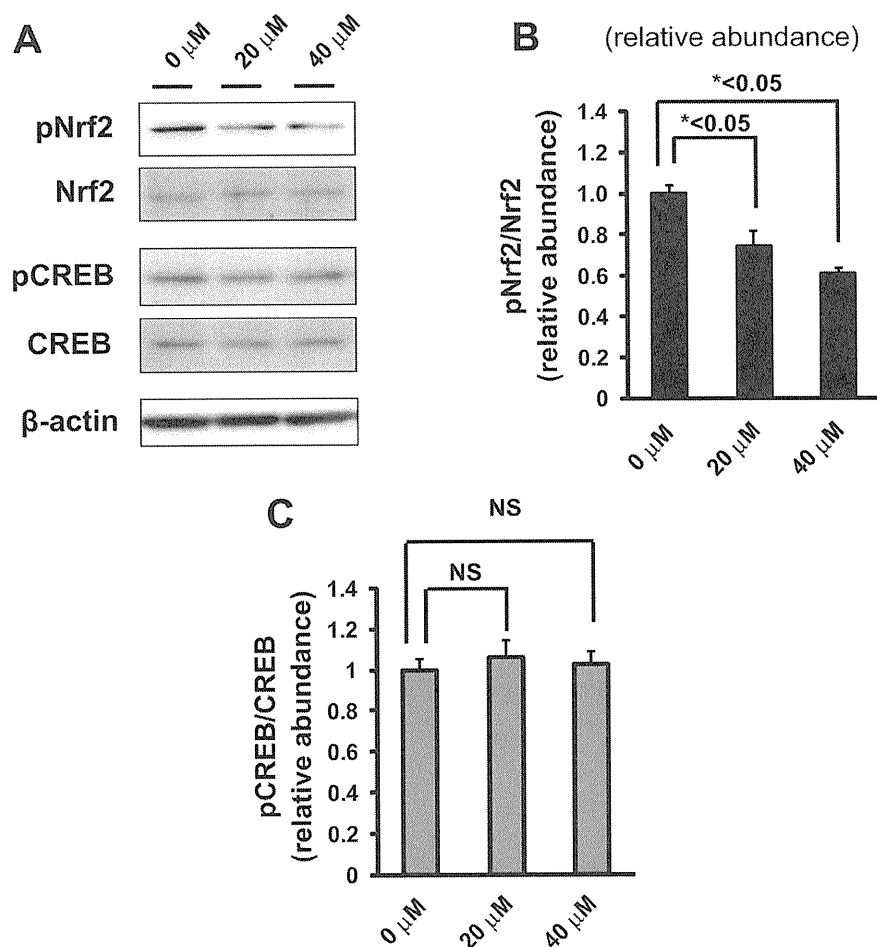 A
0 μM 20 μM 40 μM
pNrf2
Nrf2
pCREB
CREB
β-actin
B
(relative abundance)
*<0.05
*<0.05
pNrf2/Nrf2
(relative abundance)
1.4
1.2
1.0
0.8
0.6
0.4
0.2
0
0 μM 20 μM 40 μM
C
NS
NS
pCREB/CREB
(relative abundance)
1.4
1.2
1
0.8
0.6
0.4
0.2
0
0 μM 20 μM 40 μM